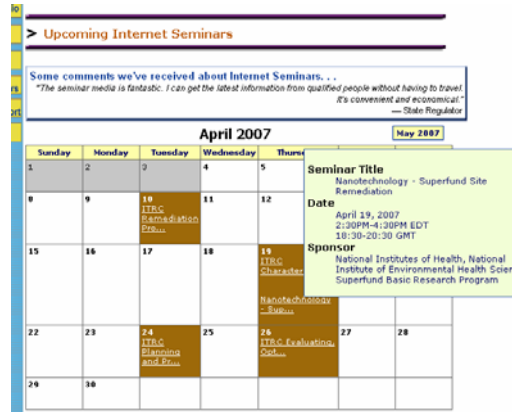 > Upcoming Internet Seminars
Some comments we've received about Internet Seminars. . .
"The seminar media is fantastic. I can get the latest information from qualified people without having to travel.
It's convenient and economical."
— State Regulator
April 2007
May 2007
Sunday Monday Tuesday Wednesday Thurs
1 2 3 4 5
8 9 10 11 12
ITRC
Remediation
Pro...
15 16 17 18 19
ITRC
Character
Nanotechnology
- Sup...
22 23 24 25 26 27 28
ITRC
Planning
and Pr...
ITRC Evaluating,
Opt...
29 30
Seminar Title
Nanotechnology - Superfund Site
Remediation
Date
April 19, 2007
2:30PM-4:30PM EDT
18:30-20:30 GMT
Sponsor
National Institutes of Health, National
Institute of Environmental Health Scien
Superfund Basic Research Program